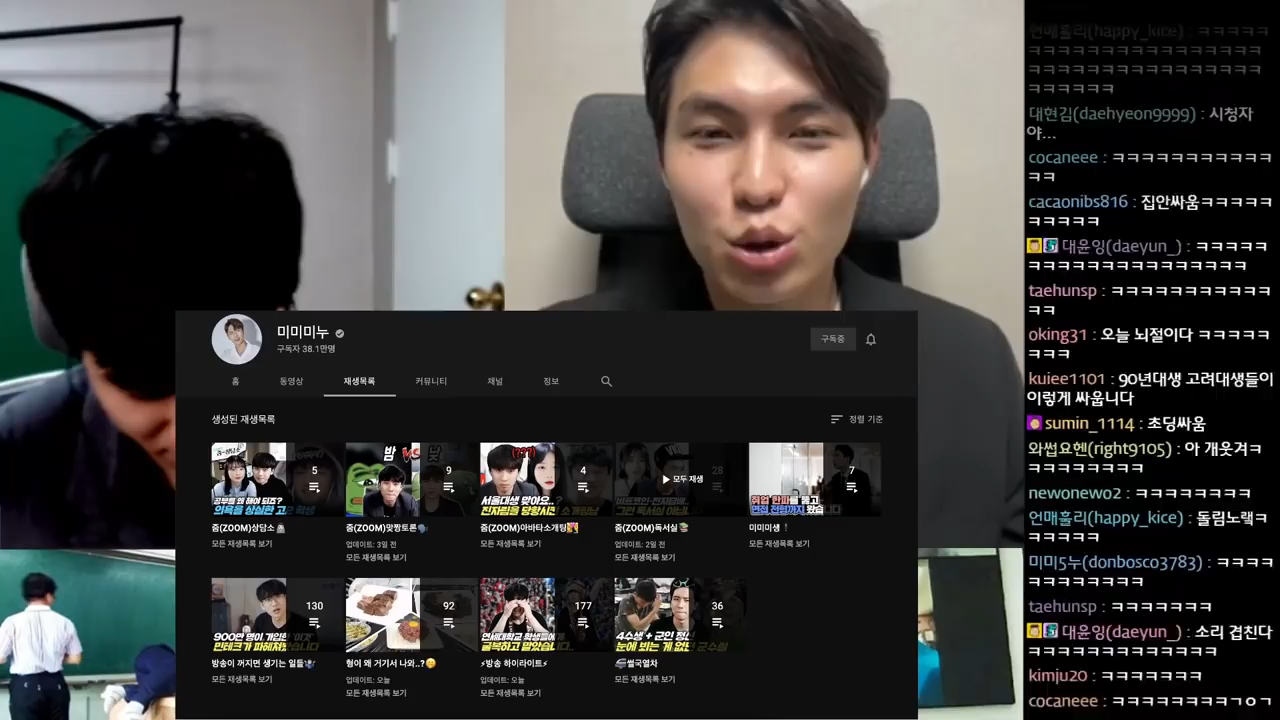 미미미누
구독자 38.1만명
구독중
홈
동영상
재생목록
커뮤니티
채널
정보
생성된 재생목록
정렬 기준
5
9
4
28
모두 재생
7
줌(ZOOM)상담소
모든 재생목록 보기
줌(ZOOM)맞짱토론
업데이트: 3일 전
모든 재생목록 보기
줌(ZOOM)아바타소개팅
모든 재생목록 보기
줌(ZOOM)독서실
업데이트: 2일 전
모든 재생목록 보기
미미미생
모든 재생목록 보기
130
92
177
36
방송이 꺼지면 생기는 일들
모든 재생목록 보기
형이 왜 거기서 나와..?
업데이트: 오늘
모든 재생목록 보기
⚡방송 하이라이트⚡
업데이트: 오늘
모든 재생목록 보기
썰국열차
모든 재생목록 보기
언매홀리(happy_kice) : ㅋㅋㅋㅋㅋ
ㅋㅋㅋㅋㅋㅋㅋㅋㅋㅋㅋㅋㅋㅋㅋㅋ
ㅋㅋㅋㅋㅋㅋㅋㅋㅋㅋㅋㅋㅋㅋㅋㅋ
ㅋㅋㅋㅋㅋㅋ
대현김(daehyeon9999) : 시청자
야...
cocaneee : ㅋㅋㅋㅋㅋㅋㅋㅋㅋㅋㅋ
ㅋㅋ
cacaonibs816 : 집안싸움ㅋㅋㅋㅋㅋ
ㅋㅋㅋㅋㅋ
대윤잉(daeyun_) : ㅋㅋㅋㅋㅋ
ㅋㅋㅋㅋㅋㅋㅋㅋㅋㅋㅋㅋㅋㅋㅋ
taehunsp : ㅋㅋㅋㅋㅋㅋㅋㅋㅋㅋㅋ
ㅋㅋ
oking31 : 오늘 뇌절이다 ㅋㅋㅋㅋㅋ
ㅋㅋㅋ
kuiee1101 : 90년대생 고려대생들이
이렇게 싸웁니다
sumin_1114 : 초딩싸움
와썹요헨(right9105) : 아 개웃겨ㅋ
ㅋㅋㅋㅋㅋㅋㅋㅋ
newonewo2 : ㅋㅋㅋㅋㅋㅋㅋㅋ
언매홀리(happy_kice) : 돌림노랰ㅋ
ㅋㅋㅋㅋㅋ
미미5누(donbosco3783) : ㅋㅋㅋㅋ
ㅋㅋㅋㅋㅋㅋㅋㅋ
taehunsp : ㅋㅋㅋㅋㅋㅋㅋ
대윤잉(daeyun_) : 소리 겹친다
ㅋㅋㅋㅋㅋㅋㅋㅋㅋㅋㅋㅋㅋ
kimju20 : ㅋㅋㅋㅋㅋㅋㅋ
cocaneee : ㅋㅋㅋㅋㅋㅋㅋㅋㄱㅇㄱ